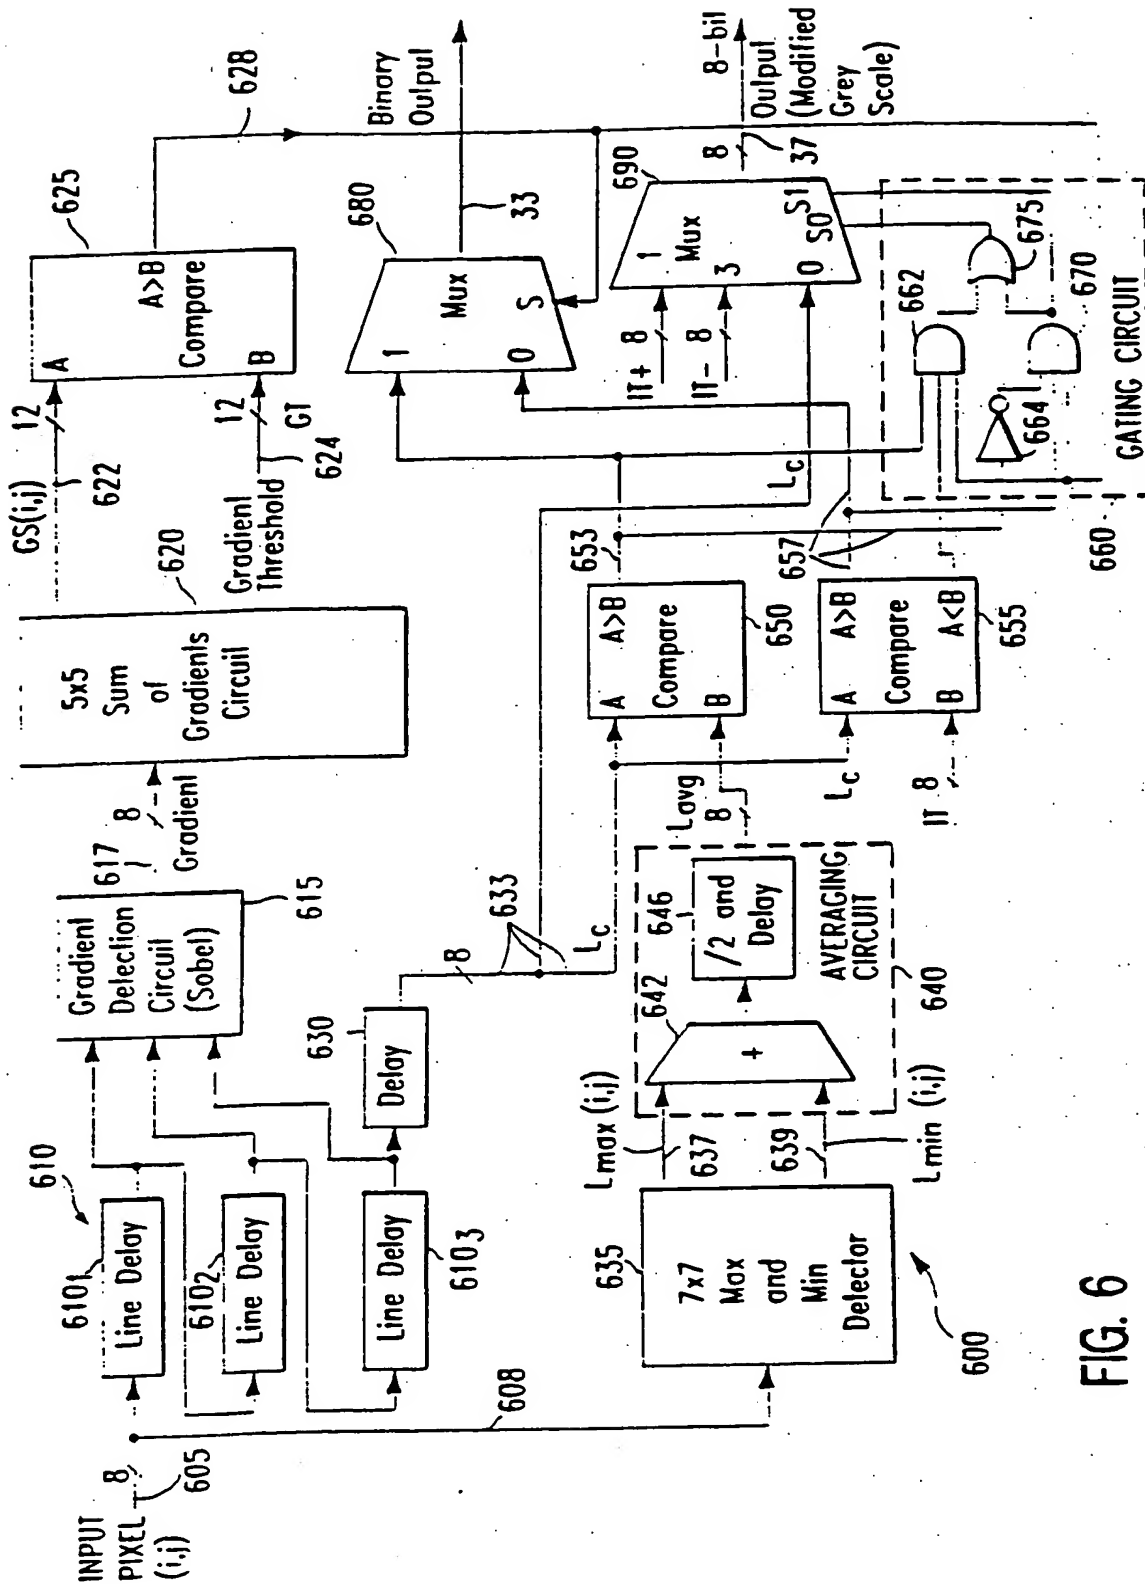 INPUT
PIXEL
(i,j)
8
605
608
610
610₁
Line Delay
610₂
Line Delay
Line Delay
610₃
Gradient
Detection
Circuit
(Sobel)
615
617
8
Gradient
5x5
Sum
of
Gradients
Circuit
620
GS(i,j)
622
12
Gradient
Threshold
624
12
GT
A
A>B
Compare
B
625
628
630
Delay
8
633
Lc
635
7x7
Max
and
Min
Detector
600
Lmax (i,j)
637
639
Lmin (i,j)
642
+
646
/2 and
Delay
AVERAGING
CIRCUIT
640
Lavg
8
Lc
IT 8
A A>B
Compare
B
650
653
A A>B
Compare
B A<B
655
657
Lc
680
1
Mux
0
S
33
Binary
Output
IT+ 8
IT- 8
690
1
Mux
3
0
S0
S1
8
37
8-bit
Output
(Modified
Grey
Scale)
662
664
670
675
GATING CIRCUIT
660
FIG. 6